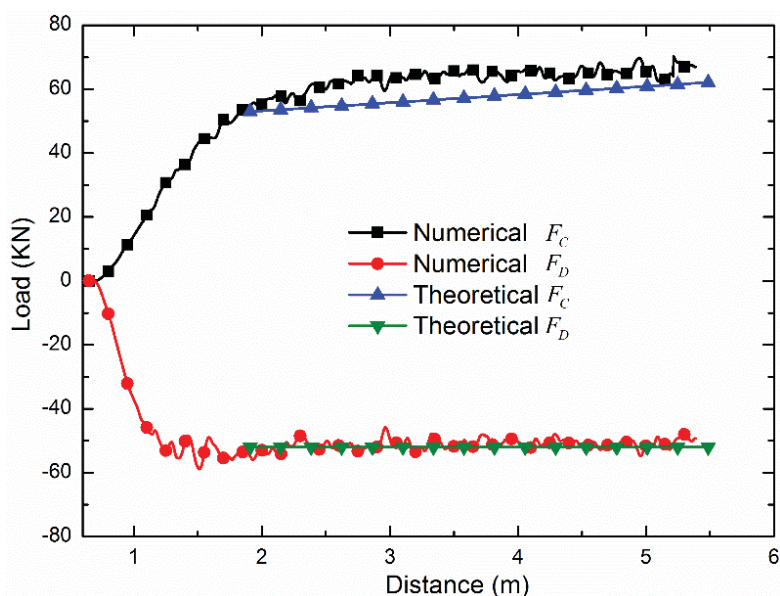 80
60
40
20
0
-20
-40
-60
-80
Load (KN)
Numerical F_C
Numerical F_D
Theoretical F_C
Theoretical F_D
1 2 3 4 5 6
Distance (m)